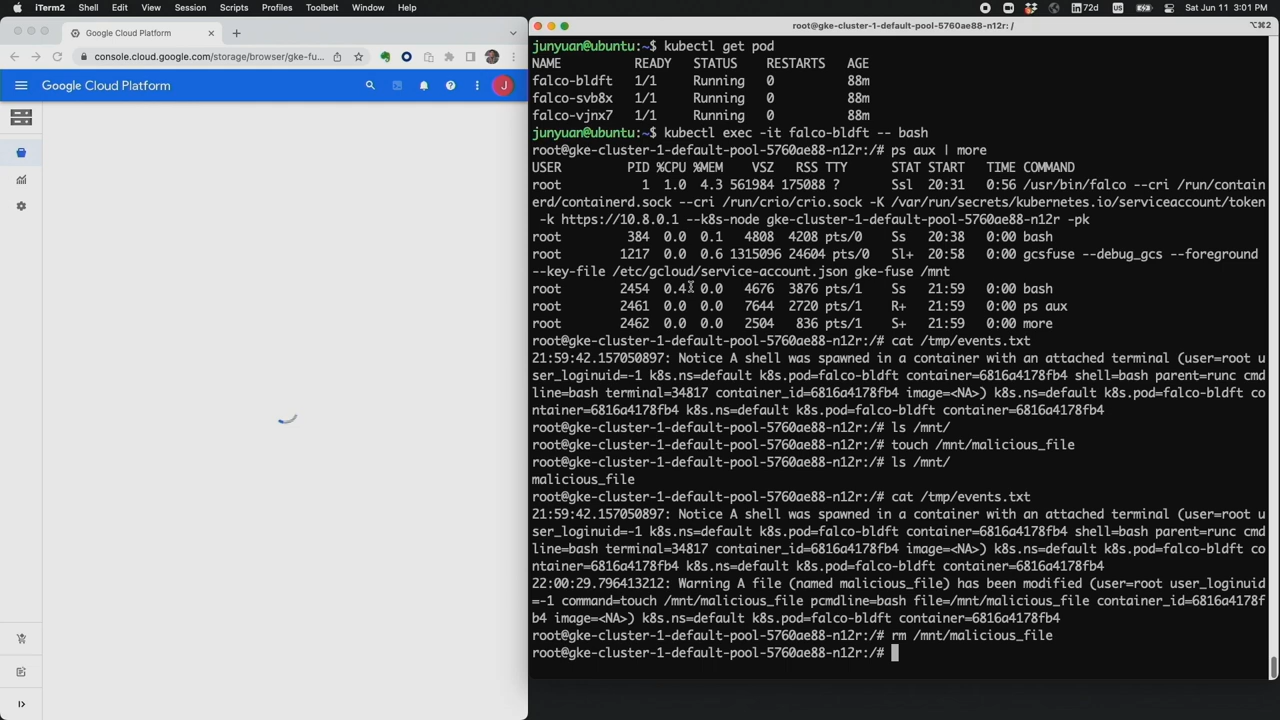 iTerm2 Shell Edit View Session Scripts Profiles Toolbelt Window Help
72d US Sat Jun 11 3:01 PM
Google Cloud Platform
console.cloud.google.com/storage/browser/gke-fu...
Google Cloud Platform
J
root@gke-cluster-1-default-pool-5760ae88-n12r: /
⌥⌘2
junyuan@ubuntu:~$ kubectl get pod
NAME READY STATUS RESTARTS AGE
falco-bldft 1/1 Running 0 88m
falco-svb8x 1/1 Running 0 88m
falco-vjnx7 1/1 Running 0 88m
junyuan@ubuntu:~$ kubectl exec -it falco-bldft -- bash
root@gke-cluster-1-default-pool-5760ae88-n12r:/# ps aux | more
USER PID %CPU %MEM VSZ RSS TTY STAT START TIME COMMAND
root 1 1.0 4.3 561984 175088 ? Ssl 20:31 0:56 /usr/bin/falco --cri /run/contain
erd/containerd.sock --cri /run/crio/crio.sock -K /var/run/secrets/kubernetes.io/serviceaccount/token
-k https://10.8.0.1 --k8s-node gke-cluster-1-default-pool-5760ae88-n12r -pk
root 384 0.0 0.1 4808 4208 pts/0 Ss 20:38 0:00 bash
root 1217 0.0 0.6 1315096 24604 pts/0 Sl+ 20:58 0:00 gcsfuse --debug_gcs --foreground
--key-file /etc/gcloud/service-account.json gke-fuse /mnt
root 2454 0.4 0.0 4676 3876 pts/1 Ss 21:59 0:00 bash
root 2461 0.0 0.0 7644 2720 pts/1 R+ 21:59 0:00 ps aux
root 2462 0.0 0.0 2504 836 pts/1 S+ 21:59 0:00 more
root@gke-cluster-1-default-pool-5760ae88-n12r:/# cat /tmp/events.txt
21:59:42.157050897: Notice A shell was spawned in a container with an attached terminal (user=root u
ser_loginuid=-1 k8s.ns=default k8s.pod=falco-bldft container=6816a4178fb4 shell=bash parent=runc cmd
line=bash terminal=34817 container_id=6816a4178fb4 image=<NA>) k8s.ns=default k8s.pod=falco-bldft co
ntainer=6816a4178fb4 k8s.ns=default k8s.pod=falco-bldft container=6816a4178fb4
root@gke-cluster-1-default-pool-5760ae88-n12r:/# ls /mnt/
root@gke-cluster-1-default-pool-5760ae88-n12r:/# touch /mnt/malicious_file
root@gke-cluster-1-default-pool-5760ae88-n12r:/# ls /mnt/
malicious_file
root@gke-cluster-1-default-pool-5760ae88-n12r:/# cat /tmp/events.txt
21:59:42.157050897: Notice A shell was spawned in a container with an attached terminal (user=root u
ser_loginuid=-1 k8s.ns=default k8s.pod=falco-bldft container=6816a4178fb4 shell=bash parent=runc cmd
line=bash terminal=34817 container_id=6816a4178fb4 image=<NA>) k8s.ns=default k8s.pod=falco-bldft co
ntainer=6816a4178fb4 k8s.ns=default k8s.pod=falco-bldft container=6816a4178fb4
22:00:29.796413212: Warning A file (named malicious_file) has been modified (user=root user_loginuid
=-1 command=touch /mnt/malicious_file pcmdline=bash file=/mnt/malicious_file container_id=6816a4178f
b4 image=<NA>) k8s.ns=default k8s.pod=falco-bldft container=6816a4178fb4
root@gke-cluster-1-default-pool-5760ae88-n12r:/# rm /mnt/malicious_file
root@gke-cluster-1-default-pool-5760ae88-n12r:/#